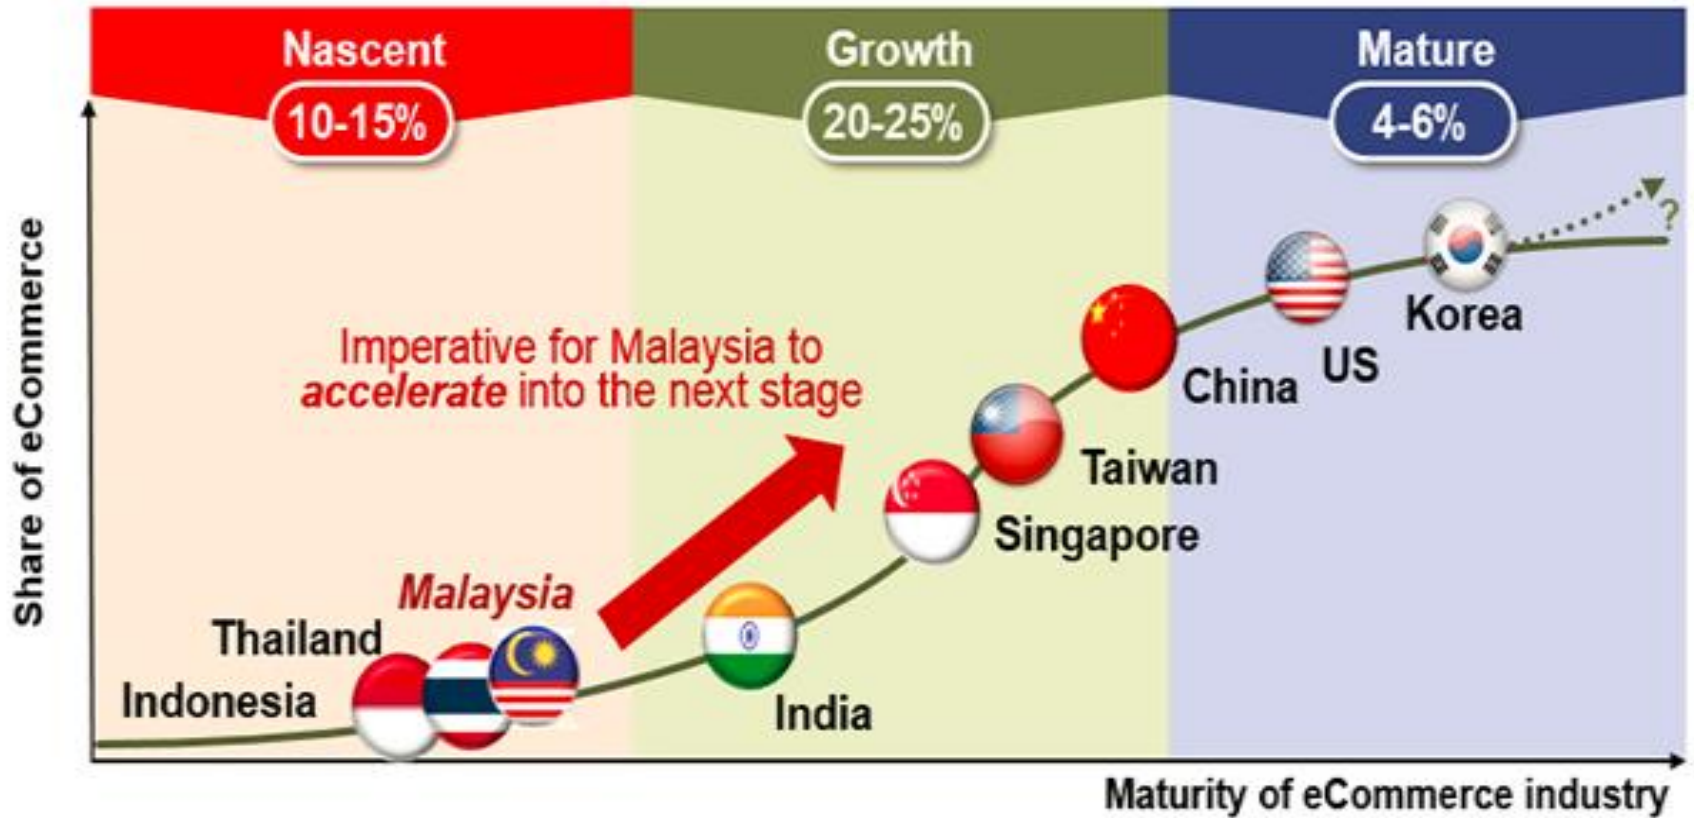 Nascent
Growth
Mature
10-15%
20-25%
4-6%
Share of eCommerce
Imperative for Malaysia to
accelerate into the next stage
Malaysia
Thailand
Indonesia
India
Singapore
Taiwan
China
US
Korea
?
Maturity of eCommerce industry